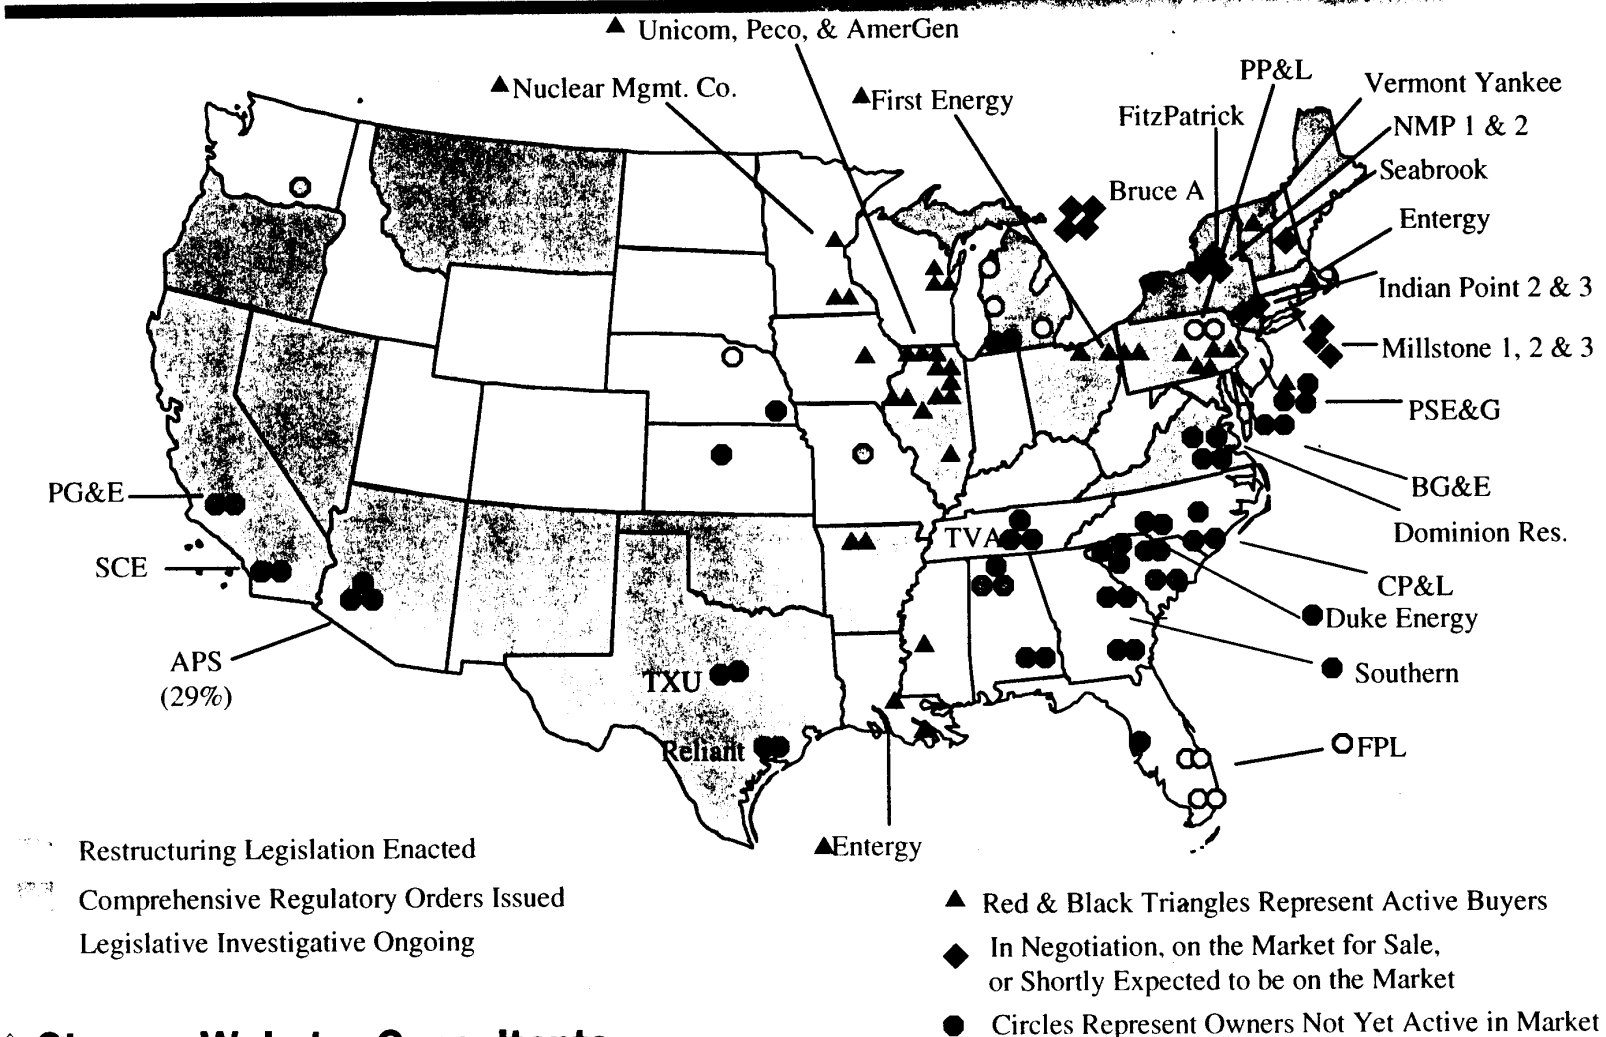 Unicom, Peco, & AmerGen
Nuclear Mgmt. Co.
First Energy
PP&L
FitzPatrick
Vermont Yankee
NMP 1 & 2
Seabrook
Bruce A
Entergy
Indian Point 2 & 3
Millstone 1, 2 & 3
PSE&G
BG&E
Dominion Res.
PG&E
SCE
TVA
CP&L
Duke Energy
APS
(29%)
TXU
Southern
Reliant
FPL
Entergy
Restructuring Legislation Enacted
Comprehensive Regulatory Orders Issued
Legislative Investigative Ongoing
Red & Black Triangles Represent Active Buyers
In Negotiation, on the Market for Sale,
or Shortly Expected to be on the Market
Circles Represent Owners Not Yet Active in Market